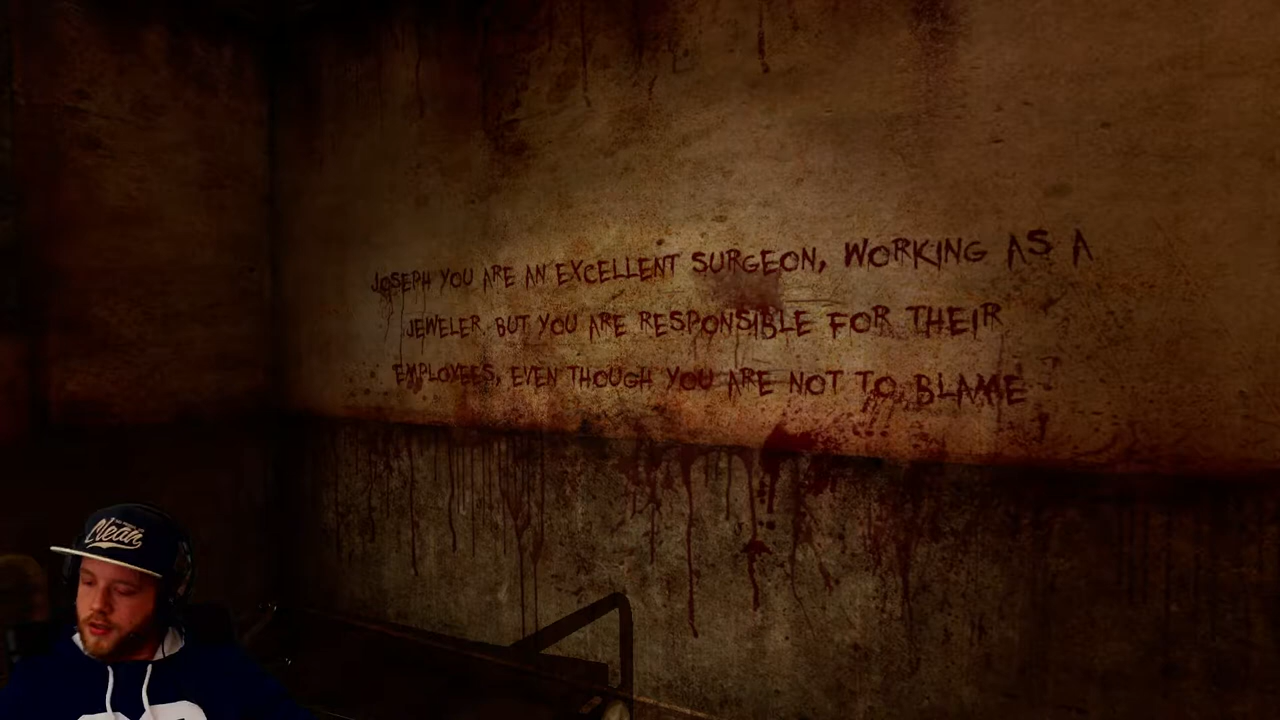 JOSEPH YOU ARE AN EXCELLENT SURGEON, WORKING AS A
JEWELER, BUT YOU ARE RESPONSIBLE FOR THEIR
EMPLOYEES, EVEN THOUGH YOU ARE NOT TO BLAME
Clean